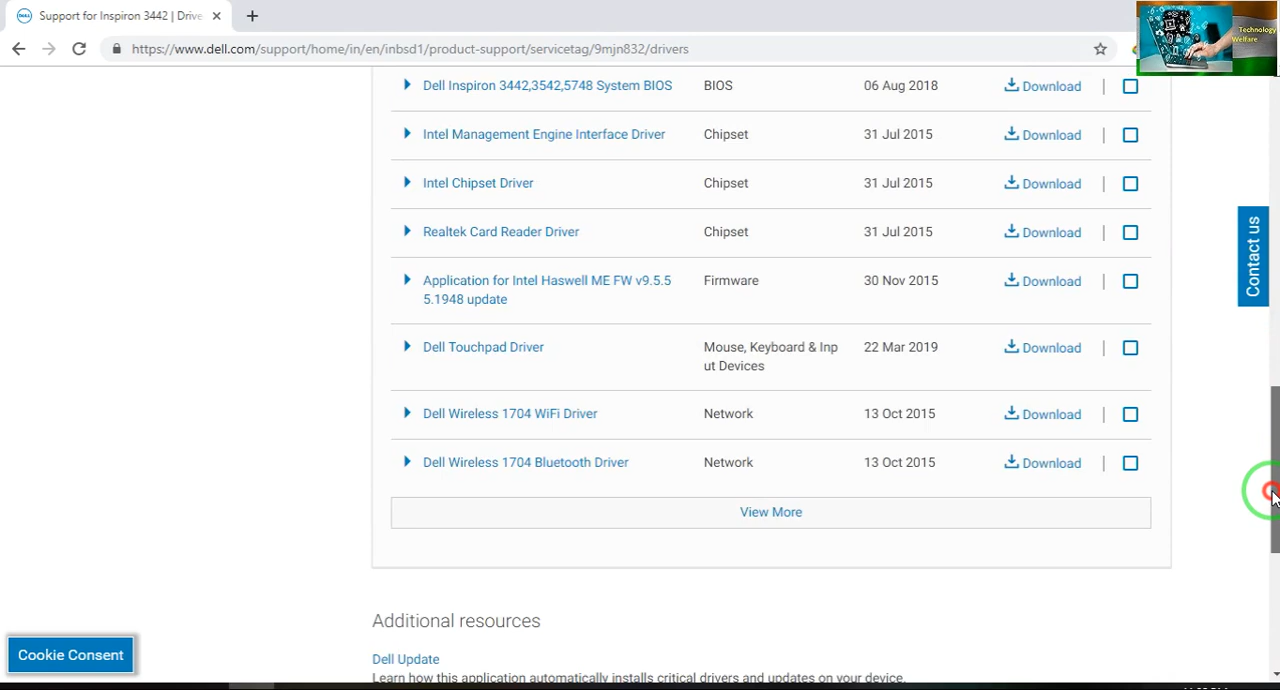 Support for Inspiron 3442 | Drive
https://www.dell.com/support/home/in/en/inbsd1/product-support/servicetag/9mjn832/drivers
Technology
Welfare
Dell Inspiron 3442,3542,5748 System BIOS BIOS 06 Aug 2018 Download |
Intel Management Engine Interface Driver Chipset 31 Jul 2015 Download |
Intel Chipset Driver Chipset 31 Jul 2015 Download |
Realtek Card Reader Driver Chipset 31 Jul 2015 Download |
Application for Intel Haswell ME FW v9.5.5 Firmware 30 Nov 2015 Download |
5.1948 update
Dell Touchpad Driver Mouse, Keyboard & Inp 22 Mar 2019 Download |
ut Devices
Dell Wireless 1704 WiFi Driver Network 13 Oct 2015 Download |
Dell Wireless 1704 Bluetooth Driver Network 13 Oct 2015 Download |
View More
Contact us
Additional resources
Cookie Consent
Dell Update
Learn how this application automatically installs critical drivers and updates on your device.